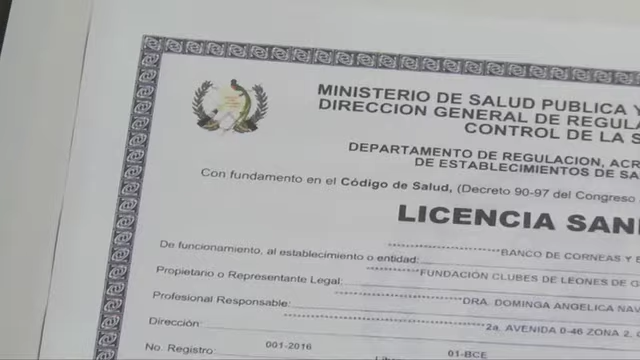 MINISTERIO DE SALUD PUBLICA Y
DIRECCION GENERAL DE REGULA
CONTROL DE LA S
DEPARTAMENTO DE REGULACION, ACR
DE ESTABLECIMIENTOS DE SA
Con fundamento en el Código de Salud, (Decreto 90-97 del Congreso
LICENCIA SANI
De funcionamiento, al establecimiento o entidad: BANCO DE CORNEAS Y
Propietario o Representante Legal: FUNDACIÓN CLUBES DE LEONES DE G
Profesional Responsable: DRA. DOMINGA ANGELICA NAV
Dirección: 2a. AVENIDA 0-46 ZONA 2.
No. Registro: 001-2016 01-BCE